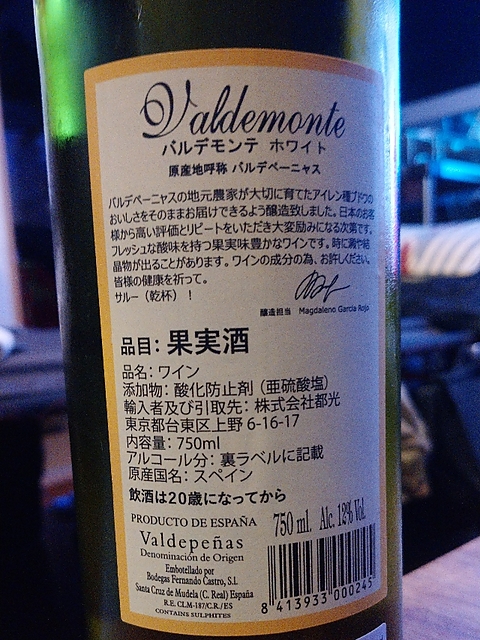 Valdemonte
バルデモンテ ホワイト
原産地呼称 バルデペーニャス
バルデペーニャスの地元農家が大切に育てたアイレン種ブドウの
おいしさをそのままお届けできるよう醸造致しました。日本のお客
様から高い評価とリピートをいただき大変励みになる次第です。
フレッシュな酸味を持つ果実味豊かなワインです。時に澱や結
晶物が出ることがあります。ワインの成分の為、お許しください。
皆様の健康を祈って。
サルー（乾杯）！
醸造担当 Magdaleno Garcia Rojo
品目: 果実酒
品名: ワイン
添加物: 酸化防止剤（亜硫酸塩）
輸入者及び引取先: 株式会社都光
東京都台東区上野 6-16-17
内容量: 750ml
アルコール分: 裏ラベルに記載
原産国名: スペイン
飲酒は20歳になってから
PRODUCTO DE ESPAÑA
Valdepeñas
Denominación de Origen
Embotellado por
Bodegas Fernando Castro, S.L
Santa Cruz de Mudela (C. Real) España
R.E. CLM-187/C.R./ES
CONTAINS SULPHITES
750 ml. Alc. 12% Vol.
8 413933 000245